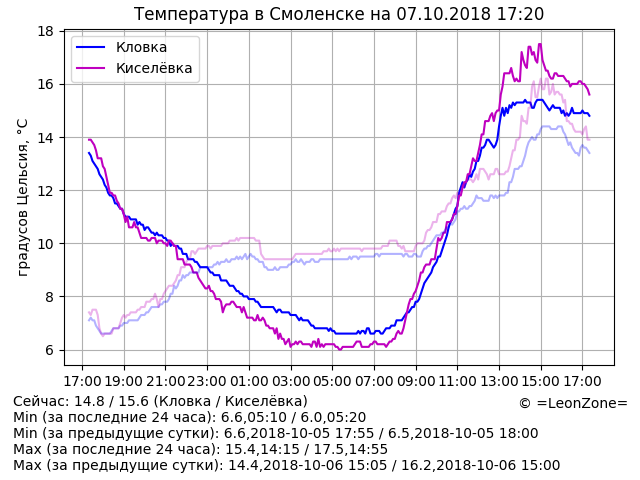 Температура в Смоленске на 07.10.2018 17:20
Кловка
Киселёвка
градусов Цельсия, °C
18
16
14
12
10
8
6
17:00 19:00 21:00 23:00 01:00 03:00 05:00 07:00 09:00 11:00 13:00 15:00 17:00
Сейчас: 14.8 / 15.6 (Кловка / Киселёвка)
© =LeonZone=
Min (за последние 24 часа): 6.6,05:10 / 6.0,05:20
Min (за предыдущие сутки): 6.6,2018-10-05 17:55 / 6.5,2018-10-05 18:00
Max (за последние 24 часа): 15.4,14:15 / 17.5,14:55
Max (за предыдущие сутки): 14.4,2018-10-06 15:05 / 16.2,2018-10-06 15:00